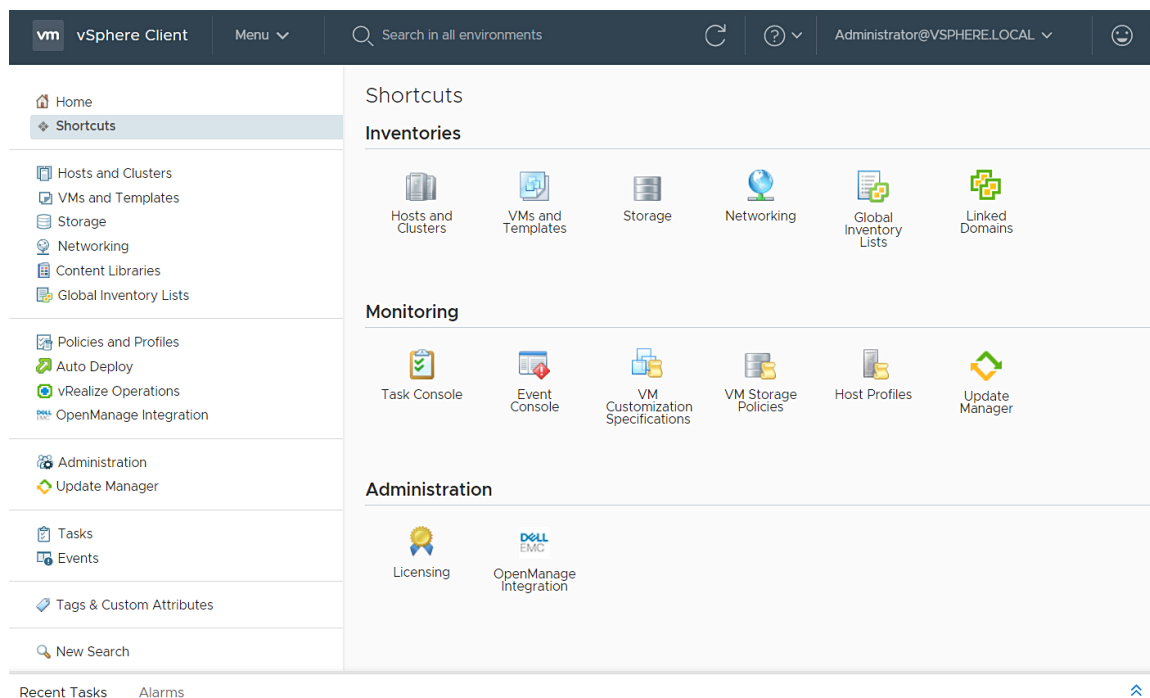 vm vSphere Client Menu Search in all environments ? Administrator@VSPHERE.LOCAL
Home
Shortcuts
Hosts and Clusters
VMs and Templates
Storage
Networking
Content Libraries
Global Inventory Lists
Policies and Profiles
Auto Deploy
vRealize Operations
DELL
EMC
OpenManage Integration
Administration
Update Manager
Tasks
Events
Tags & Custom Attributes
New Search
Shortcuts
Inventories
Hosts and
Clusters
VMs and
Templates
Storage
Networking
Global
Inventory
Lists
Linked
Domains
Monitoring
Task Console
Event
Console
VM
Customization
Specifications
VM Storage
Policies
Host Profiles
Update
Manager
Administration
Licensing
DELL
EMC
OpenManage
Integration
Recent Tasks Alarms